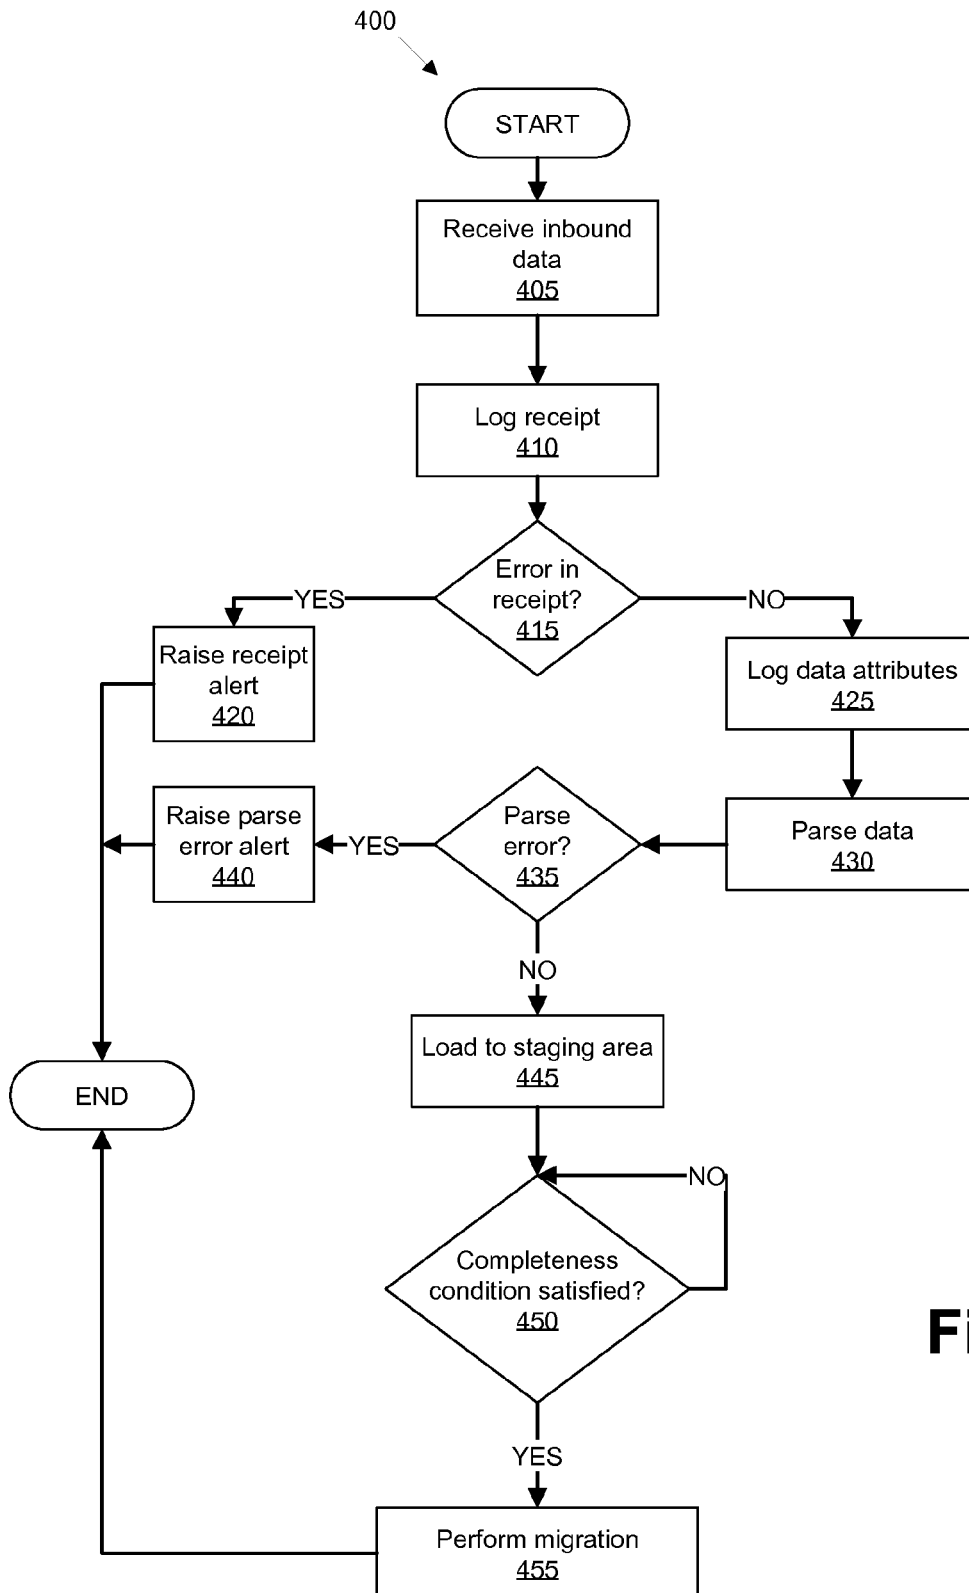 400
START
Receive inbound
data
405
Log receipt
410
Error in
receipt?
415
YES
NO
Raise receipt
alert
420
Log data attributes
425
Raise parse
error alert
440
YES
Parse
error?
435
Parse data
430
NO
Load to staging area
445
END
NO
Completeness
condition satisfied?
450
Fi
YES
Perform migration
455